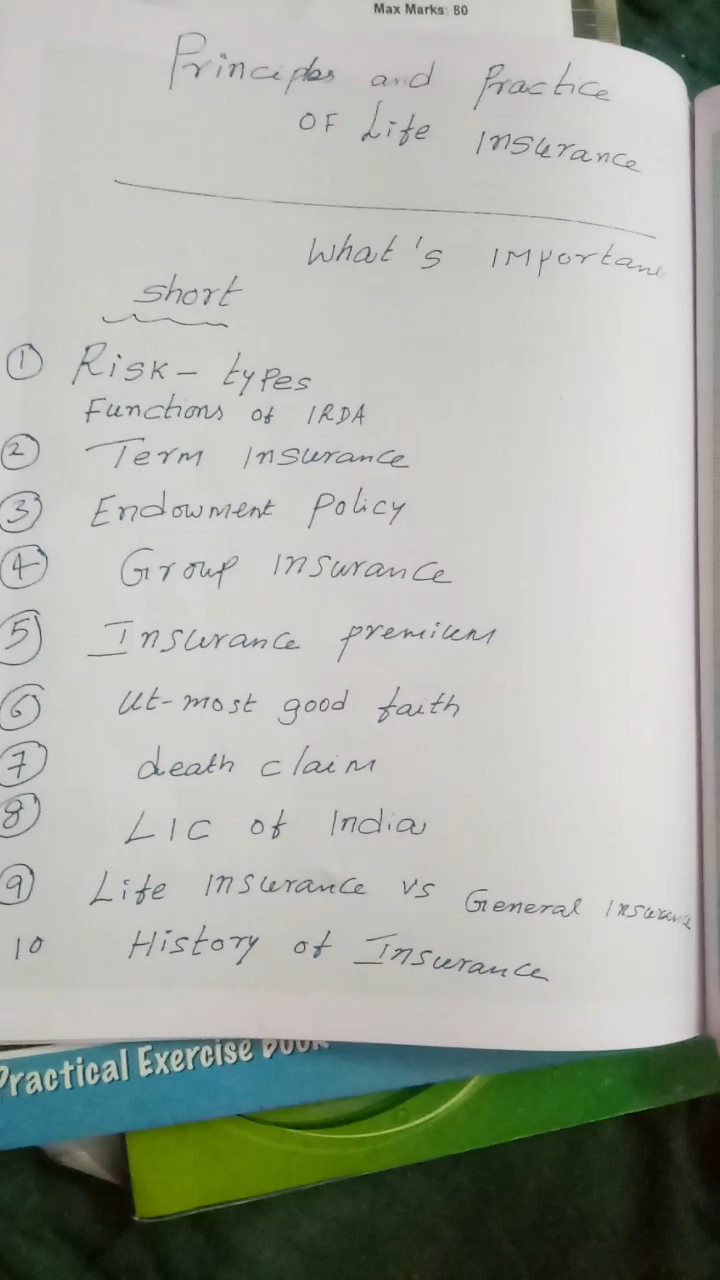 Max Marks: 80
Principles and Practice
OF Life Insurance
What's Important
Short
1 Risk - types
Functions of IRDA
2 Term Insurance
3 Endowment Policy
4 Group Insurance
5 Insurance premium
6 Ut-most good faith
7 death claim
8 LIC of India
9 Life Insurance vs General Insurance
10 History of Insurance
Practical Exercise Book